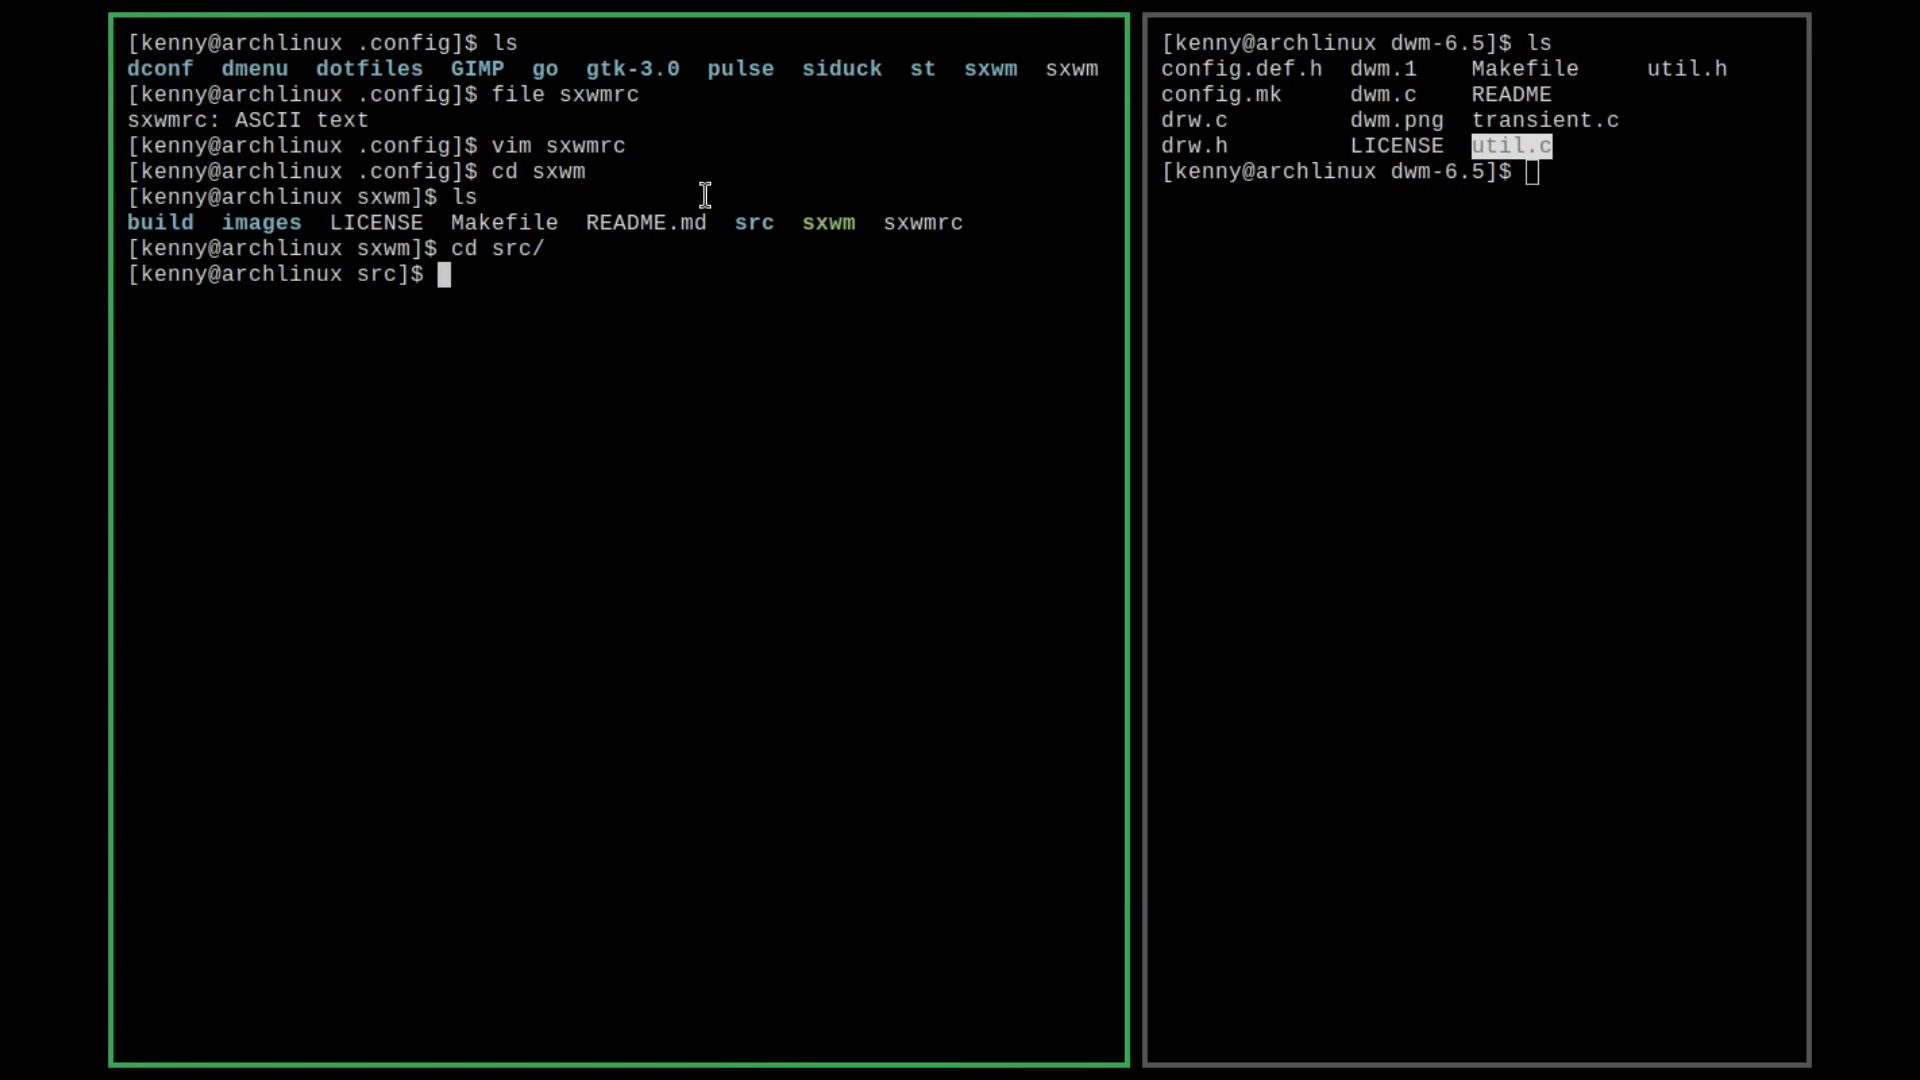 [kenny@archlinux .config]$ ls
dconf  dmenu  dotfiles  GIMP  go  gtk-3.0  pulse  siduck  st  sxwm  sxwm
[kenny@archlinux .config]$ file sxwmrc
sxwmrc: ASCII text
[kenny@archlinux .config]$ vim sxwmrc
[kenny@archlinux .config]$ cd sxwm
[kenny@archlinux sxwm]$ ls
build  images  LICENSE  Makefile  README.md  src  sxwm  sxwmrc
[kenny@archlinux sxwm]$ cd src/
[kenny@archlinux src]$
[kenny@archlinux dwm-6.5]$ ls
config.def.h  dwm.1    Makefile     util.h
config.mk     dwm.c    README
drw.c         dwm.png  transient.c
drw.h         LICENSE  util.c
[kenny@archlinux dwm-6.5]$